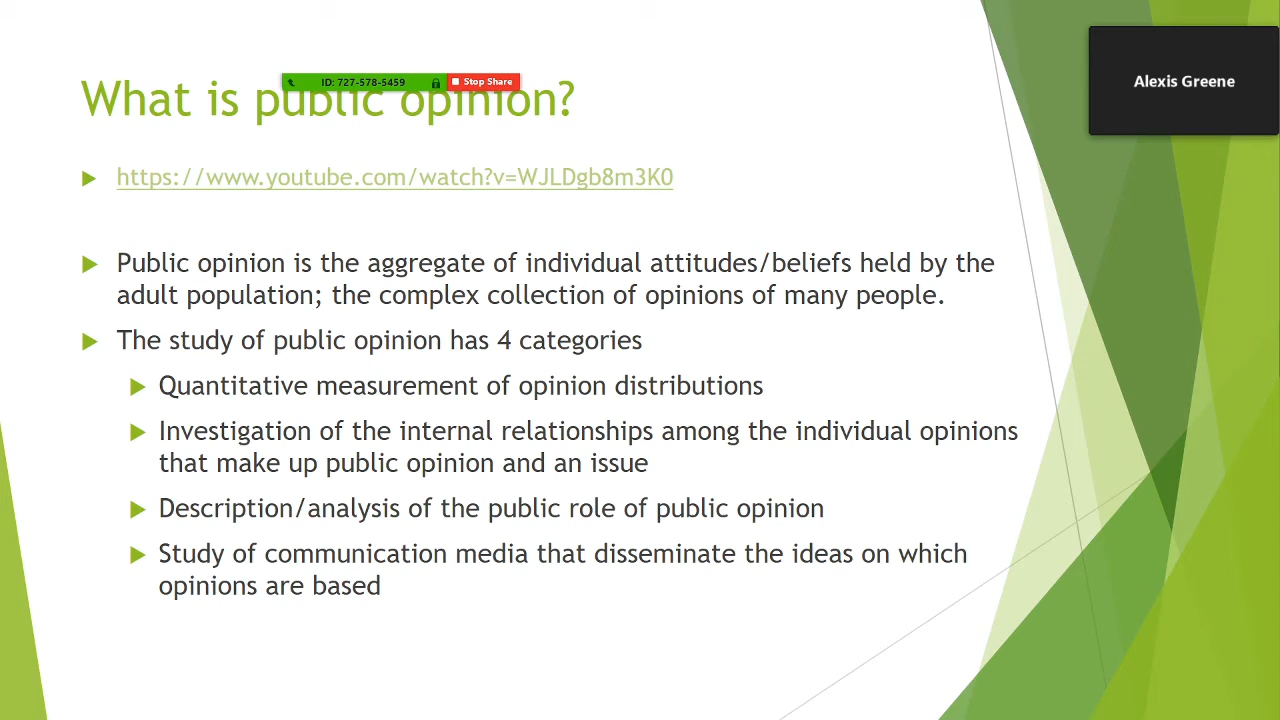 ID: 727-578-5459
Stop Share
Alexis Greene
What is public opinion?
https://www.youtube.com/watch?v=WJLDgb8m3K0
Public opinion is the aggregate of individual attitudes/beliefs held by the
adult population; the complex collection of opinions of many people.
The study of public opinion has 4 categories
Quantitative measurement of opinion distributions
Investigation of the internal relationships among the individual opinions
that make up public opinion and an issue
Description/analysis of the public role of public opinion
Study of communication media that disseminate the ideas on which
opinions are based